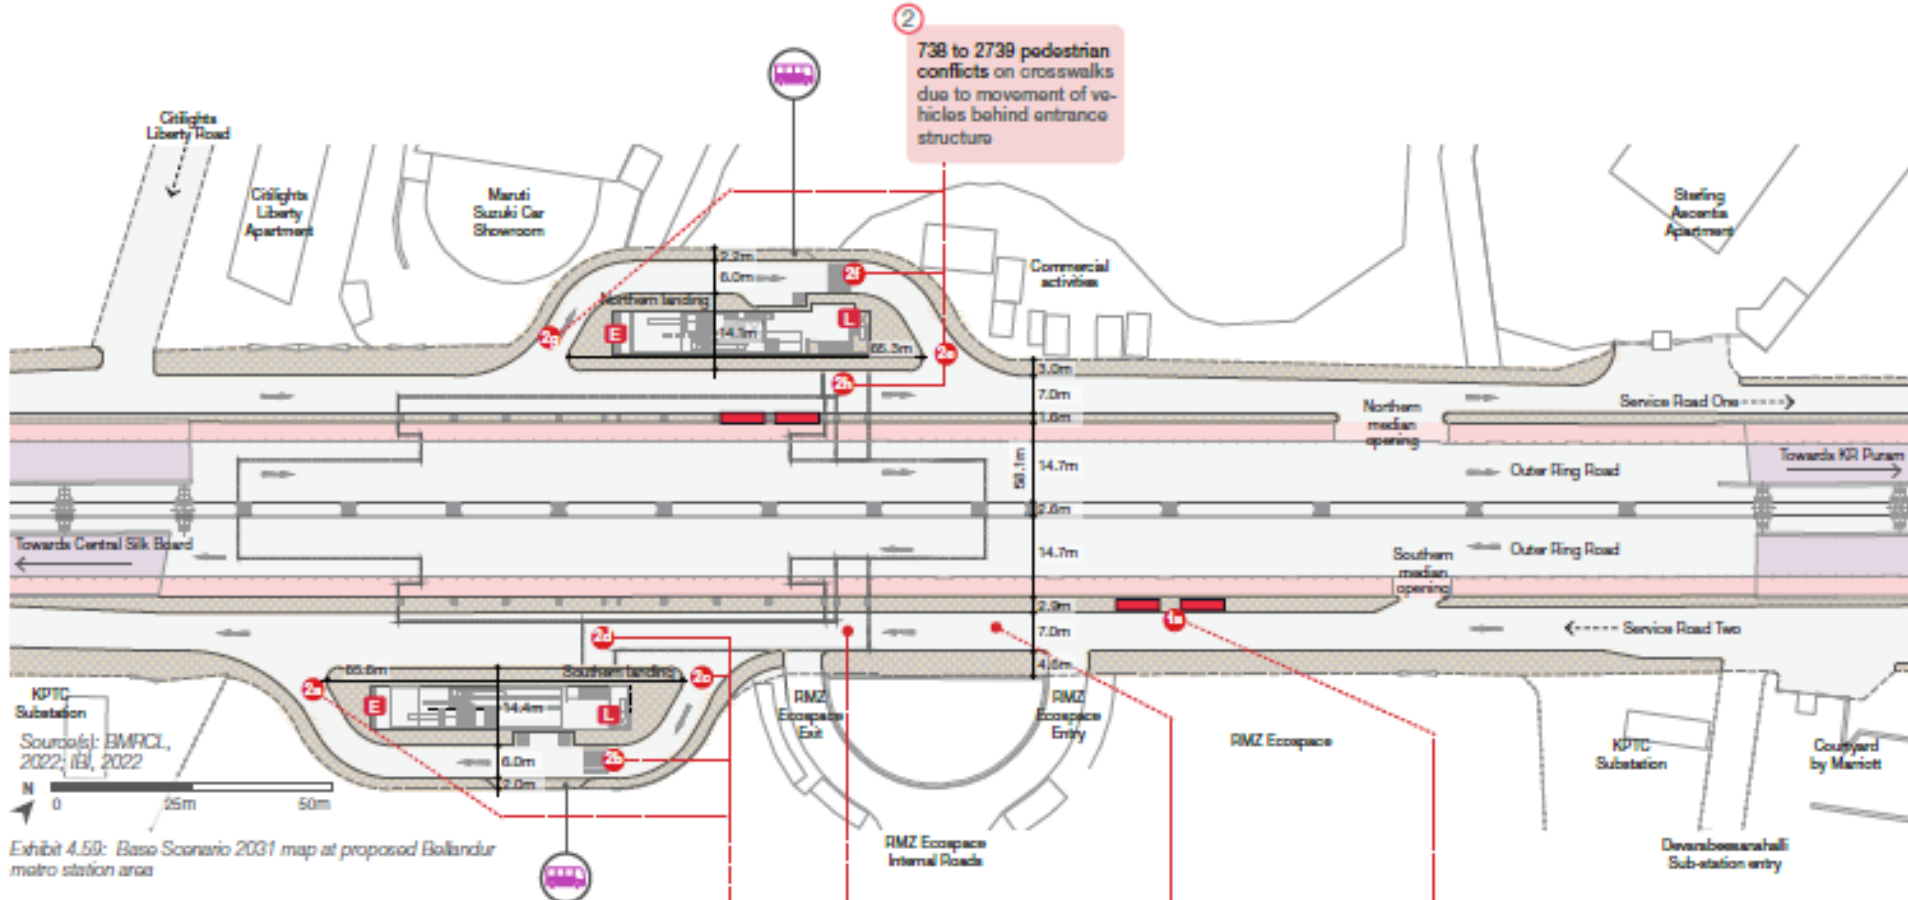 2
738 to 2739 pedestrian
conflicts on crosswalks
due to movement of ve-
hicles behind entrance
structure
Citilights
Liberty Road
Citilights
Liberty
Apartment
Maruti
Suzuki Car
Showroom
Sterling
Ascentia
Apartment
Commercial
activities
2.2m
6.0m
2f
Northern landing
E
14.1m
L
65.3m
2g
2e
2h
3.0m
7.0m
1.6m
Northern
median
opening
Service Road One
58.1m
14.7m
Outer Ring Road
Towards KR Puram
2.6m
Towards Central Silk Board
14.7m
Outer Ring Road
Southern
median
opening
2.9m
1a
7.0m
Service Road Two
2d
4.6m
65.6m
Southern landing
2a
2c
E
14.4m
L
6.0m
2b
2.0m
KPTC
Substation
RMZ
Ecospace
Exit
RMZ
Ecospace
Entry
RMZ Ecospace
KPTC
Substation
Courtyard
by Marriott
Source(s): BMRCL,
2022; IBI, 2022
N
0 25m 50m
Exhibit 4.59: Base Scenario 2031 map at proposed Bellandur
metro station area
RMZ Ecospace
Internal Roads
Devarabeesanahalli
Sub-station entry